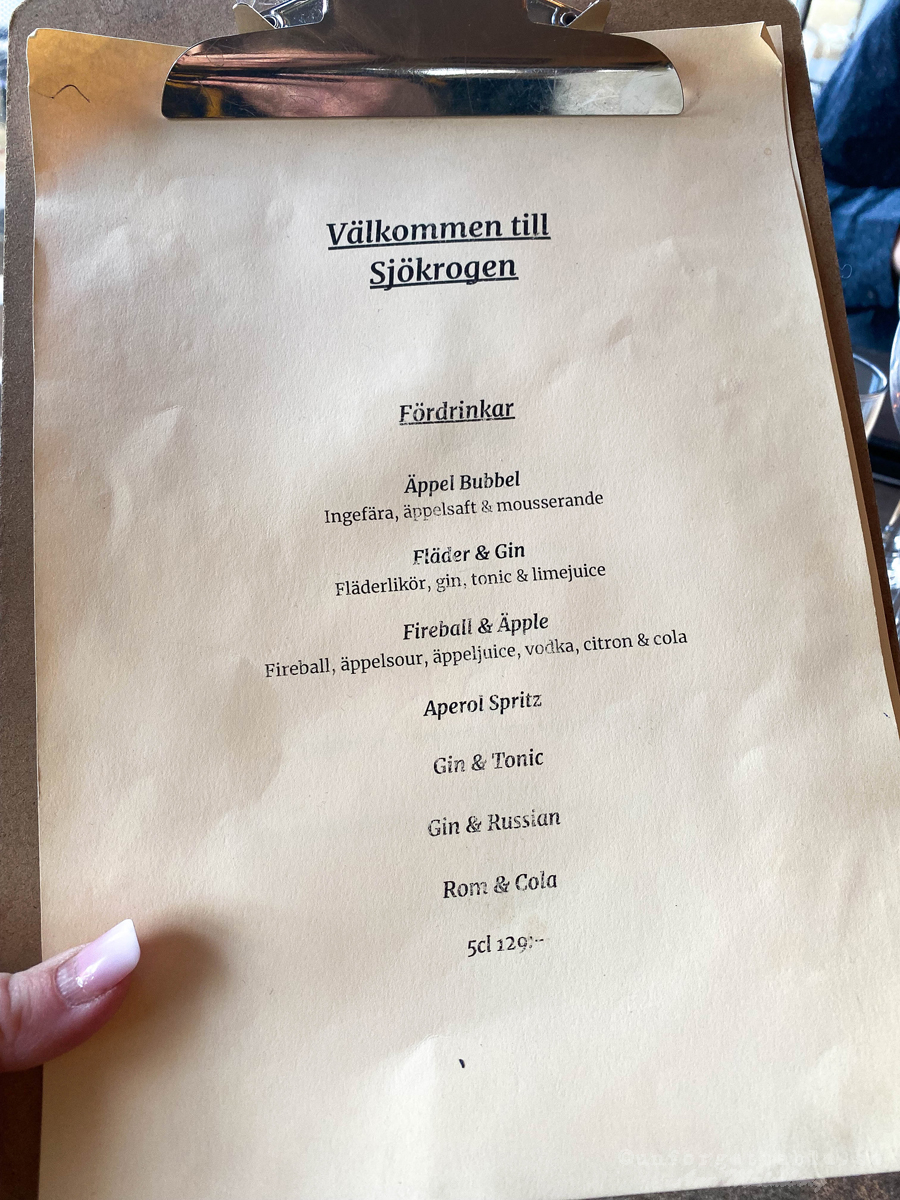 Välkommen till
Sjökrogen
Fördrinkar
Äppel Bubbel
Ingefära, äppelsaft & mousserande
Fläder & Gin
Fläderlikör, gin, tonic & limejuice
Fireball & Äpple
Fireball, äppelsour, äppeljuice, vodka, citron & cola
Aperol Spritz
Gin & Tonic
Gin & Russian
Rom & Cola
5cl 129:-